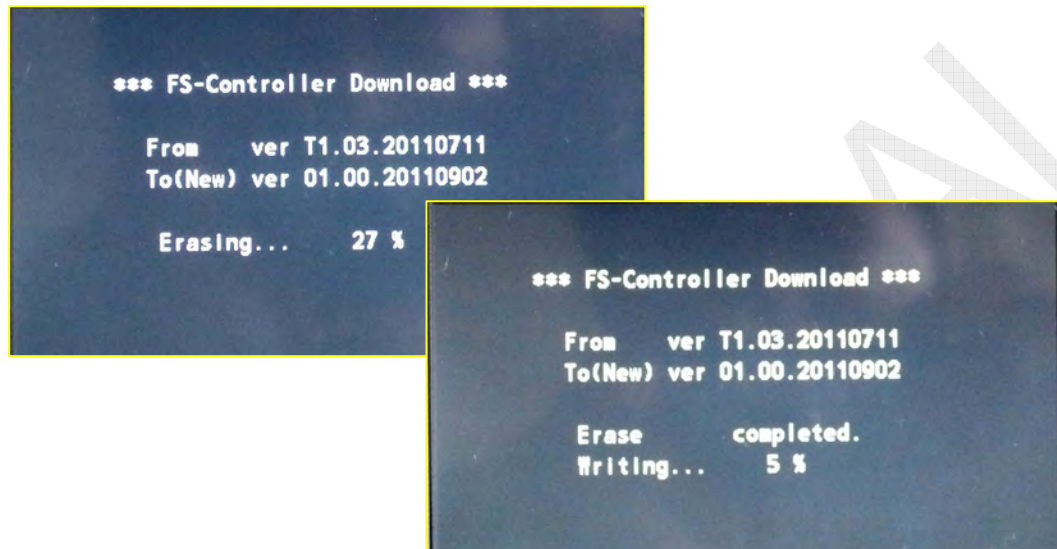 *** FS-Controller Download ***
From ver T1.03.20110711
To(New) ver 01.00.20110902
Erasing... 27 %
*** FS-Controller Download ***
From ver T1.03.20110711
To(New) ver 01.00.20110902
Erase completed.
Writing... 5 %